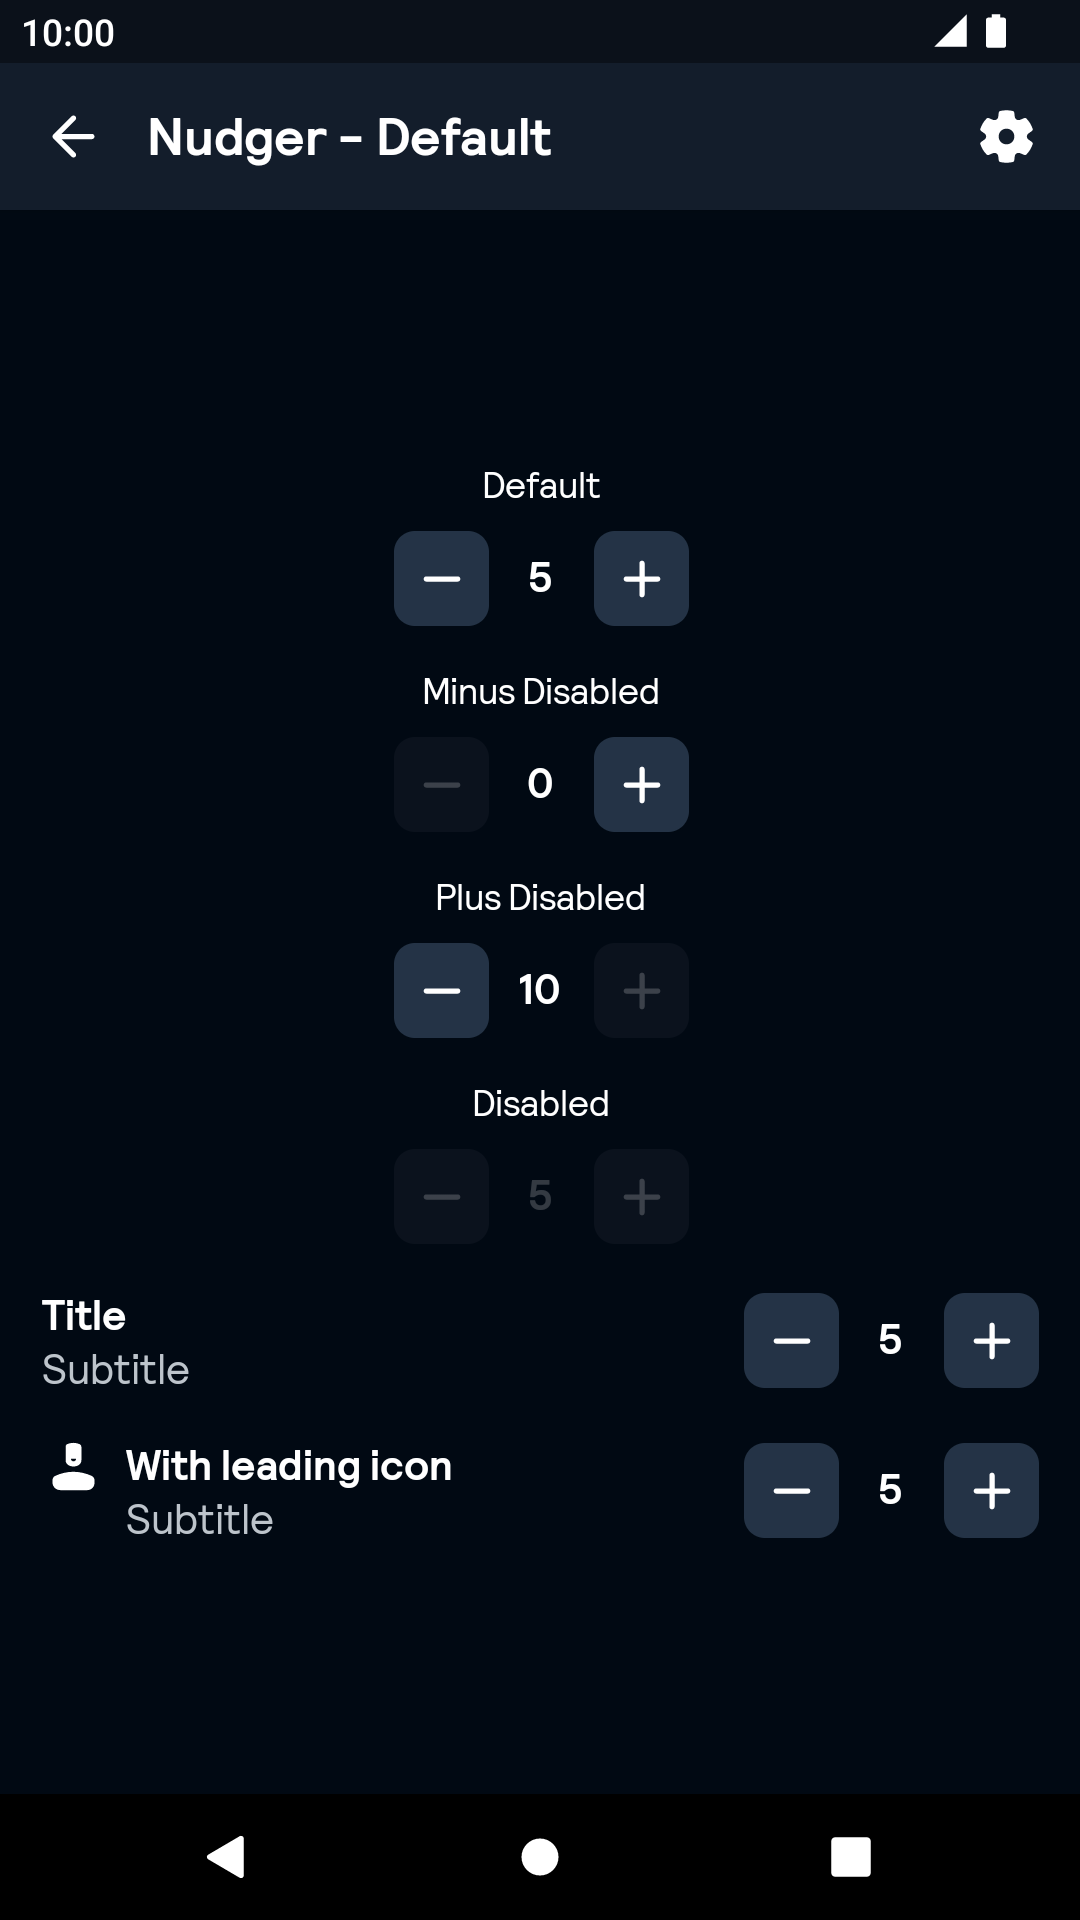 10:00
Nudger - Default
Default
5
Minus Disabled
0
Plus Disabled
10
Disabled
5
Title
Subtitle
5
With leading icon
Subtitle
5